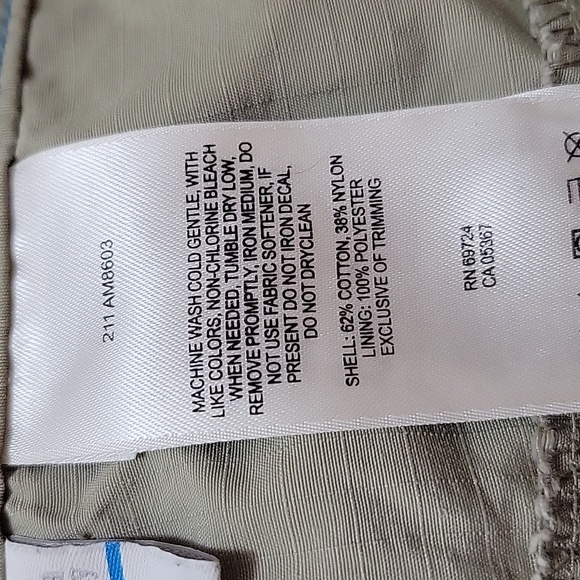 211 AM8603
MACHINE WASH COLD GENTLE, WITH
LIKE COLORS, NON-CHLORINE BLEACH
WHEN NEEDED, TUMBLE DRY LOW,
REMOVE PROMPTLY, IRON MEDIUM, DO
NOT USE FABRIC SOFTENER, IF
PRESENT DO NOT IRON DECAL,
DO NOT DRYCLEAN
SHELL: 62% COTTON, 38% NYLON
LINING: 100% POLYESTER
EXCLUSIVE OF TRIMMING
RN 69724
CA 05367